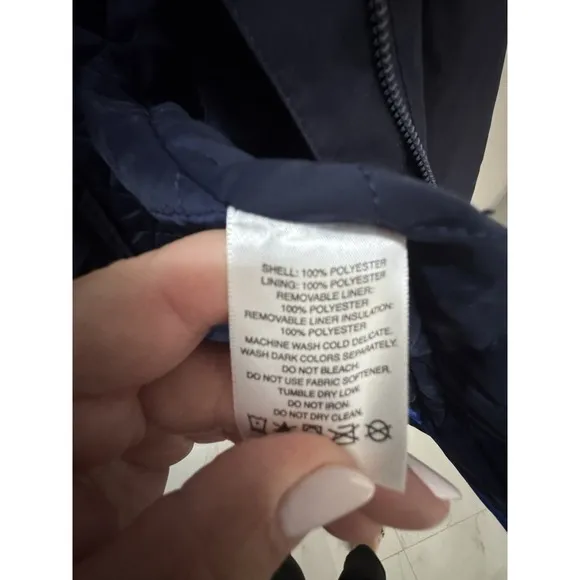 SHELL: 100% POLYESTER
LINING: 100% POLYESTER
REMOVABLE LINER:
100% POLYESTER
REMOVABLE LINER INSULATION:
100% POLYESTER
MACHINE WASH COLD DELICATE.
WASH DARK COLORS SEPARATELY.
DO NOT BLEACH.
DO NOT USE FABRIC SOFTENER.
TUMBLE DRY LOW.
DO NOT IRON.
DO NOT DRY CLEAN.